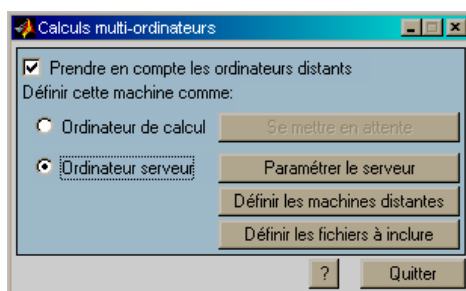 Calculs multi-ordinateurs
Prendre en compte les ordinateurs distants
Définir cette machine comme:
Ordinateur de calcul
Se mettre en attente
Ordinateur serveur
Paramétrer le serveur
Définir les machines distantes
Définir les fichiers à inclure
?
Quitter